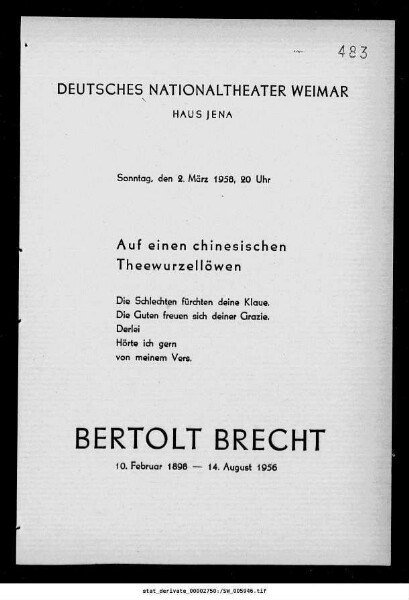 483
DEUTSCHES NATIONALTHEATER WEIMAR
HAUS JENA
Sonntag, den 2. März 1958, 20 Uhr
Auf einen chinesischen
Theewurzellöwen
Die Schlechten fürchten deine Klaue.
Die Guten freuen sich deiner Grazie.
Derlei
Hörte ich gern
von meinem Vers.
BERTOLT BRECHT
10. Februar 1898 — 14. August 1956
stat_derivate_00002750:/SW_005946.tif